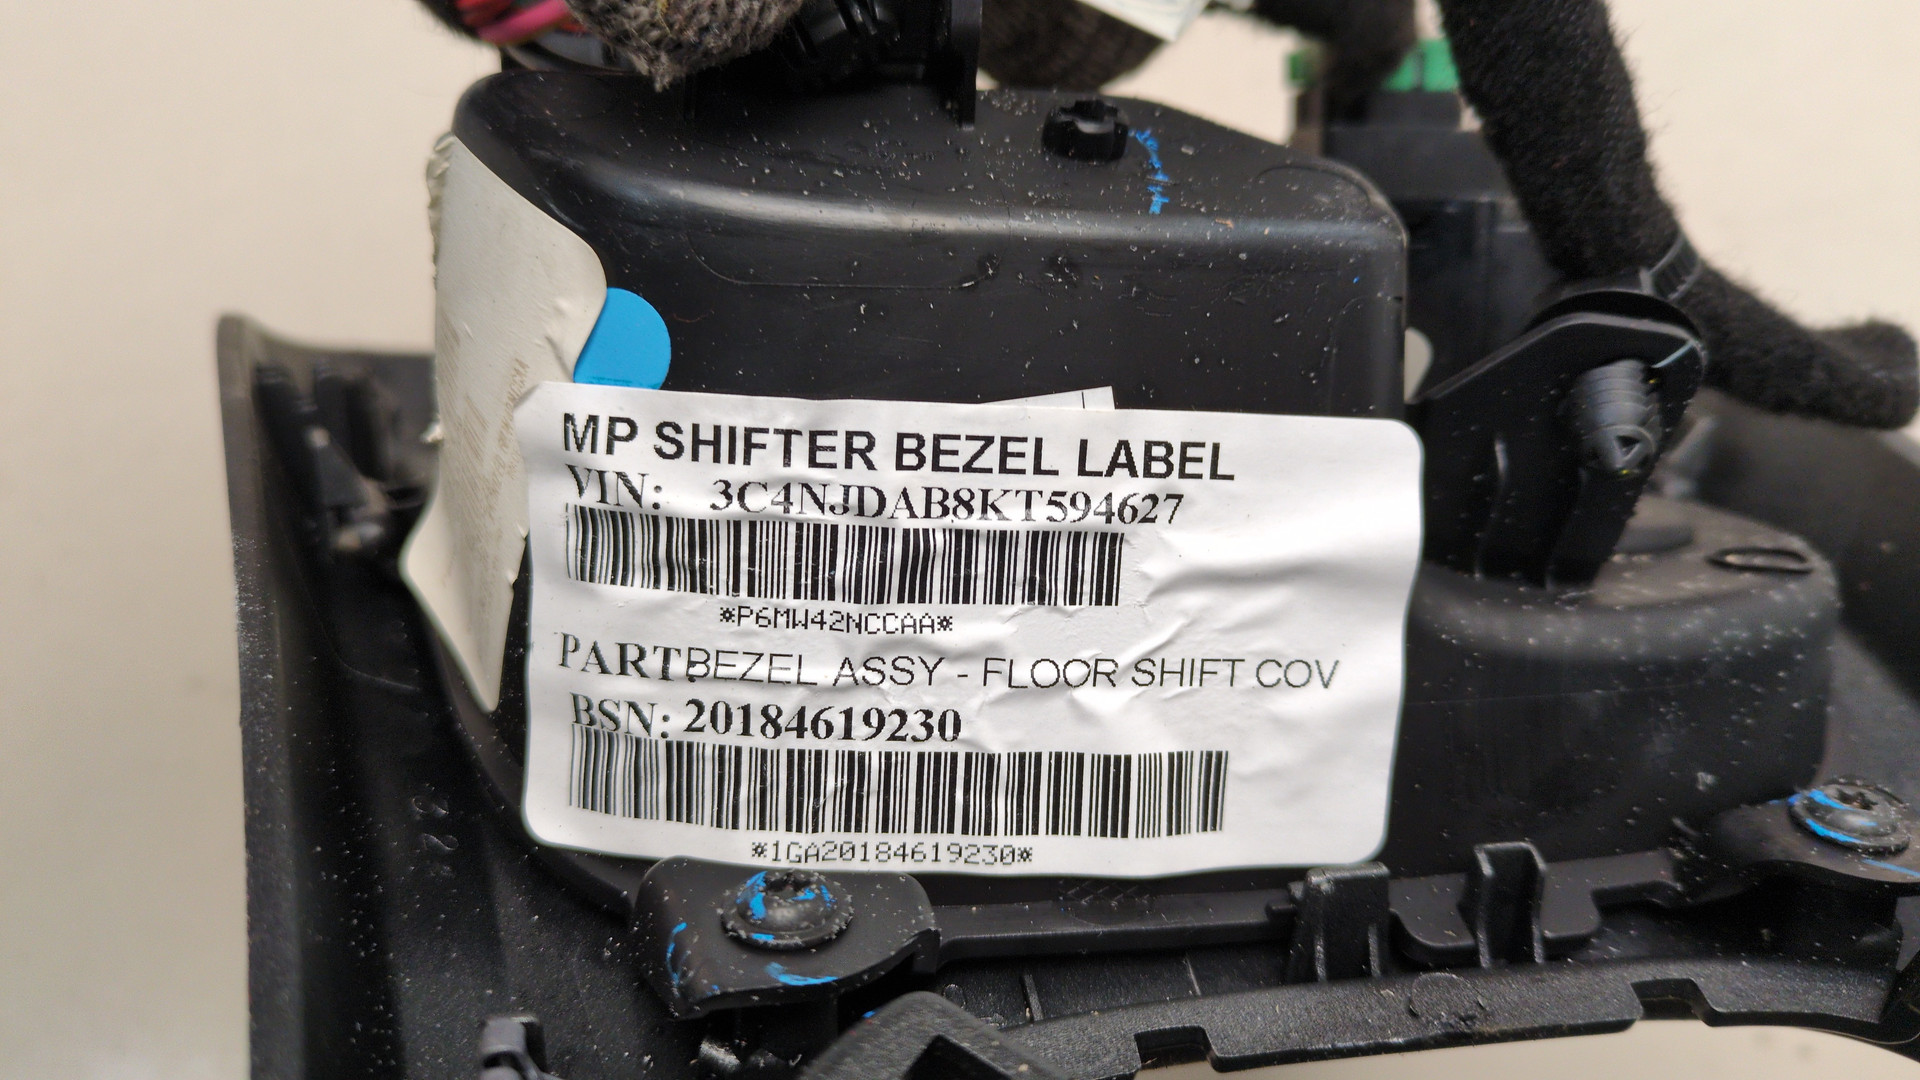 MP SHIFTER BEZEL LABEL
VIN: 3C4NJDAB8KT594627
*P6MW42NCCAA*
PART:BEZEL ASSY - FLOOR SHIFT COV
BSN: 20184619230
*1GA20184619230*